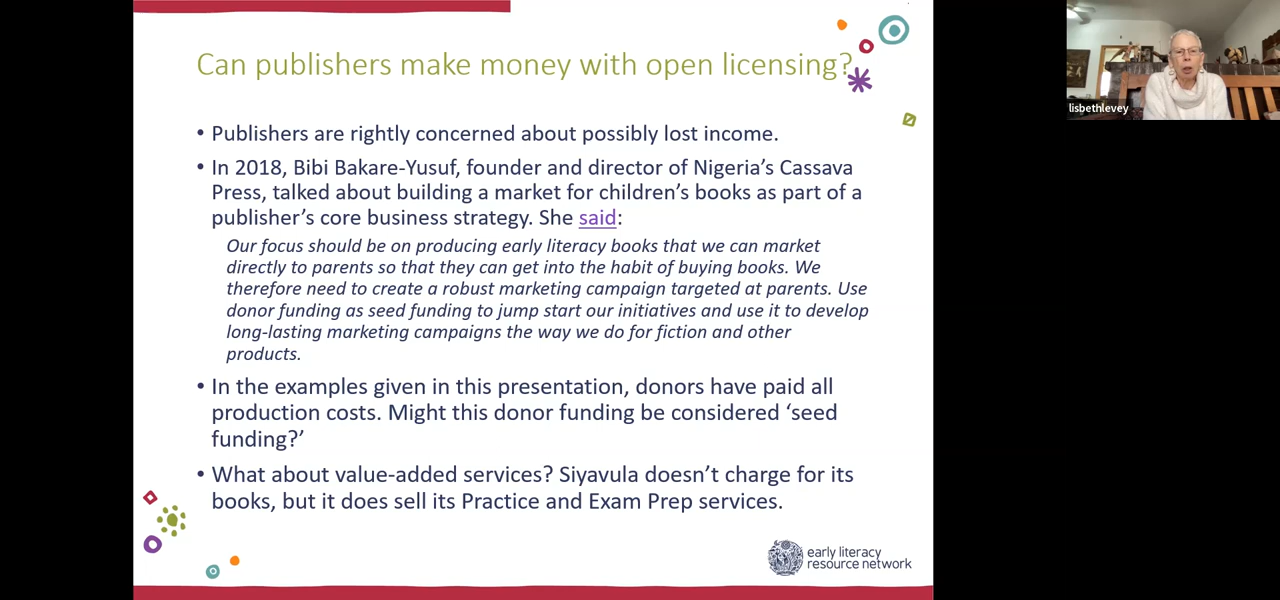 Can publishers make money with open licensing?
• Publishers are rightly concerned about possibly lost income.
• In 2018, Bibi Bakare-Yusuf, founder and director of Nigeria's Cassava
Press, talked about building a market for children's books as part of a
publisher's core business strategy. She said:
Our focus should be on producing early literacy books that we can market
directly to parents so that they can get into the habit of buying books. We
therefore need to create a robust marketing campaign targeted at parents. Use
donor funding as seed funding to jump start our initiatives and use it to develop
long-lasting marketing campaigns the way we do for fiction and other
products.
• In the examples given in this presentation, donors have paid all
production costs. Might this donor funding be considered 'seed
funding?'
• What about value-added services? Siyavula doesn't charge for its
books, but it does sell its Practice and Exam Prep services.
early literacy
resource network
lisbethlevey